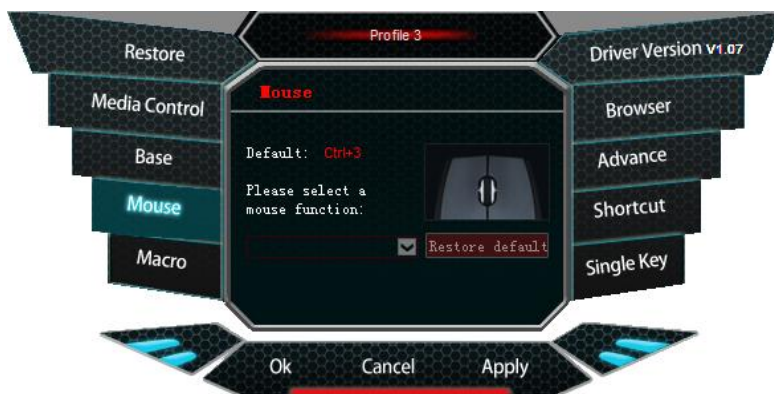 Profile 3
Restore
Media Control
Base
Mouse
Macro
Mouse
Default: Ctrl+3
Please select a
mouse function:
Restore default
Driver Version V1.07
Browser
Advance
Shortcut
Single Key
Ok Cancel Apply